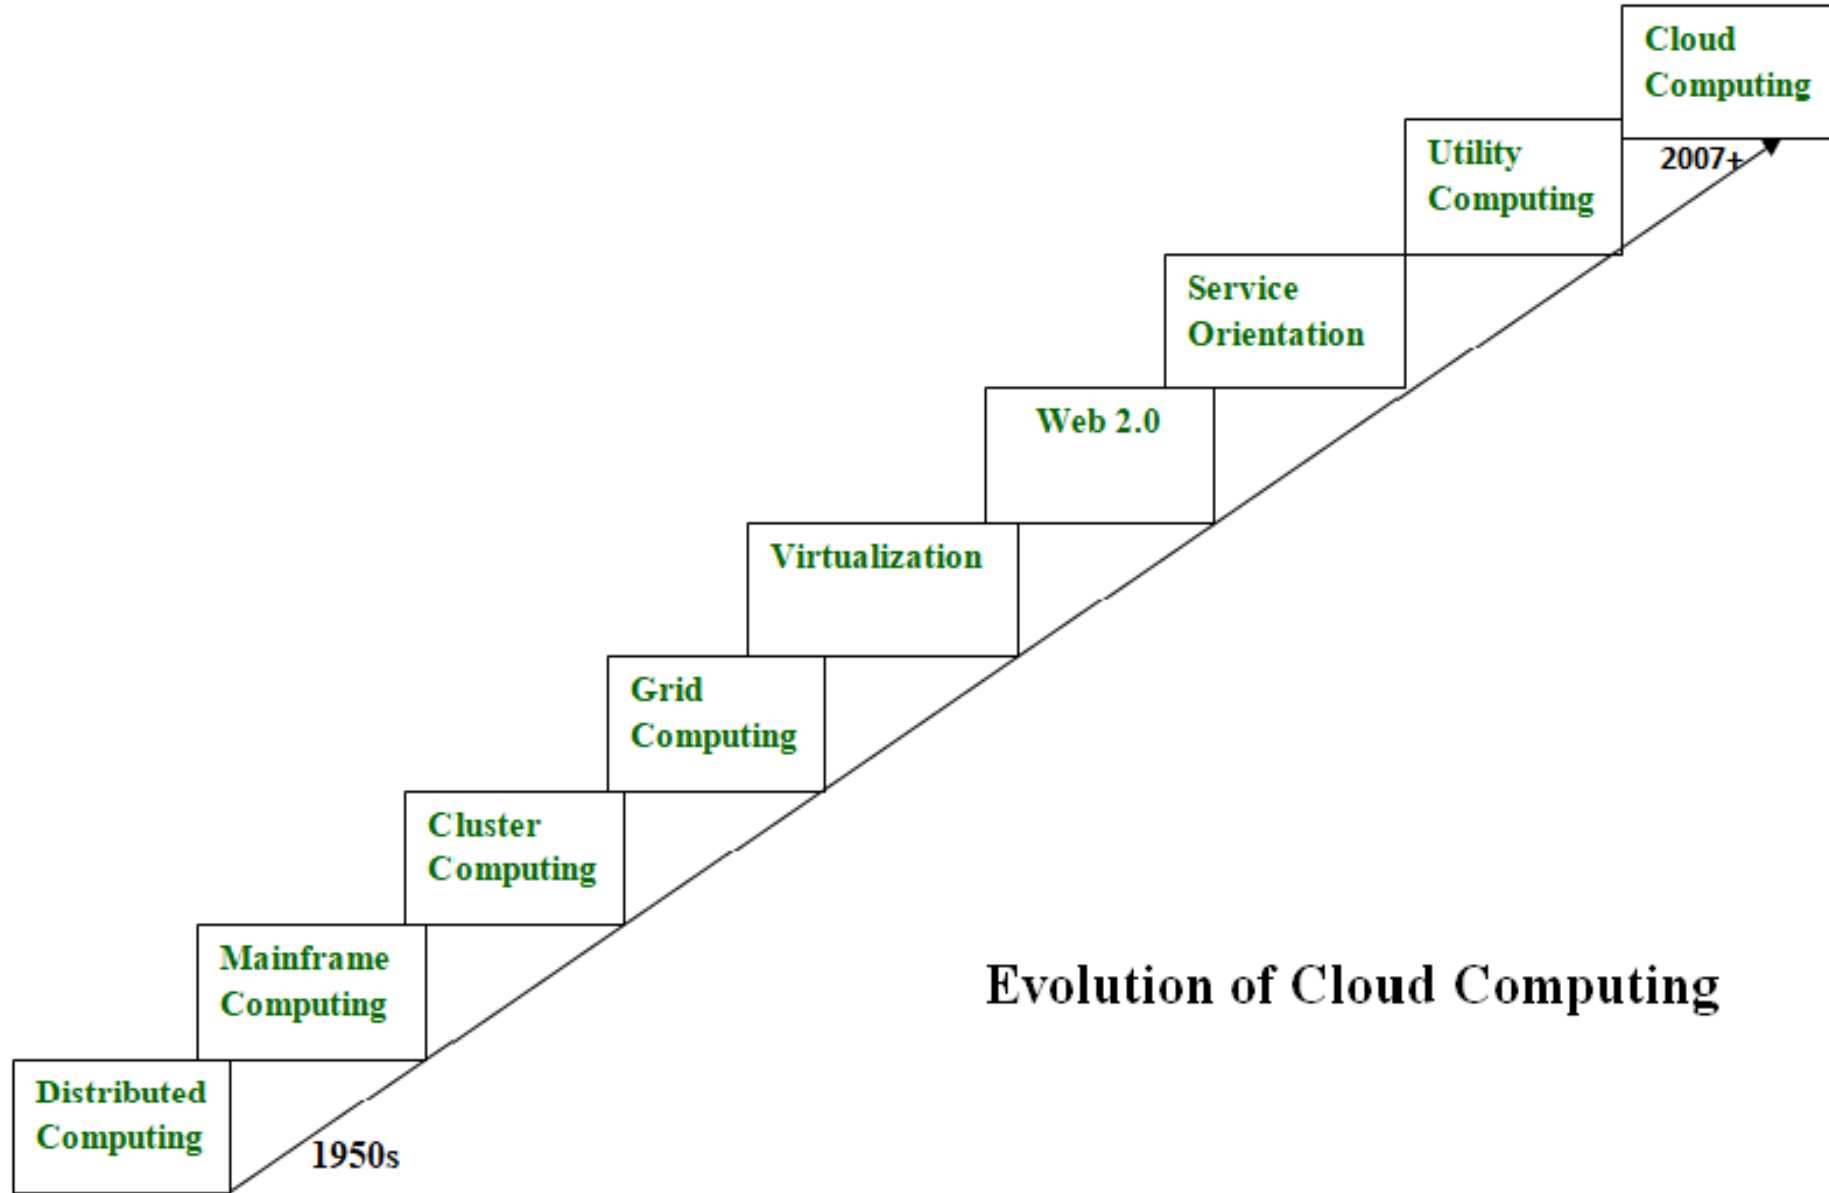 Cloud
Computing
2007+
Utility
Computing
Service
Orientation
Web 2.0
Virtualization
Grid
Computing
Cluster
Computing
Mainframe
Computing
Evolution of Cloud Computing
Distributed
Computing
1950s